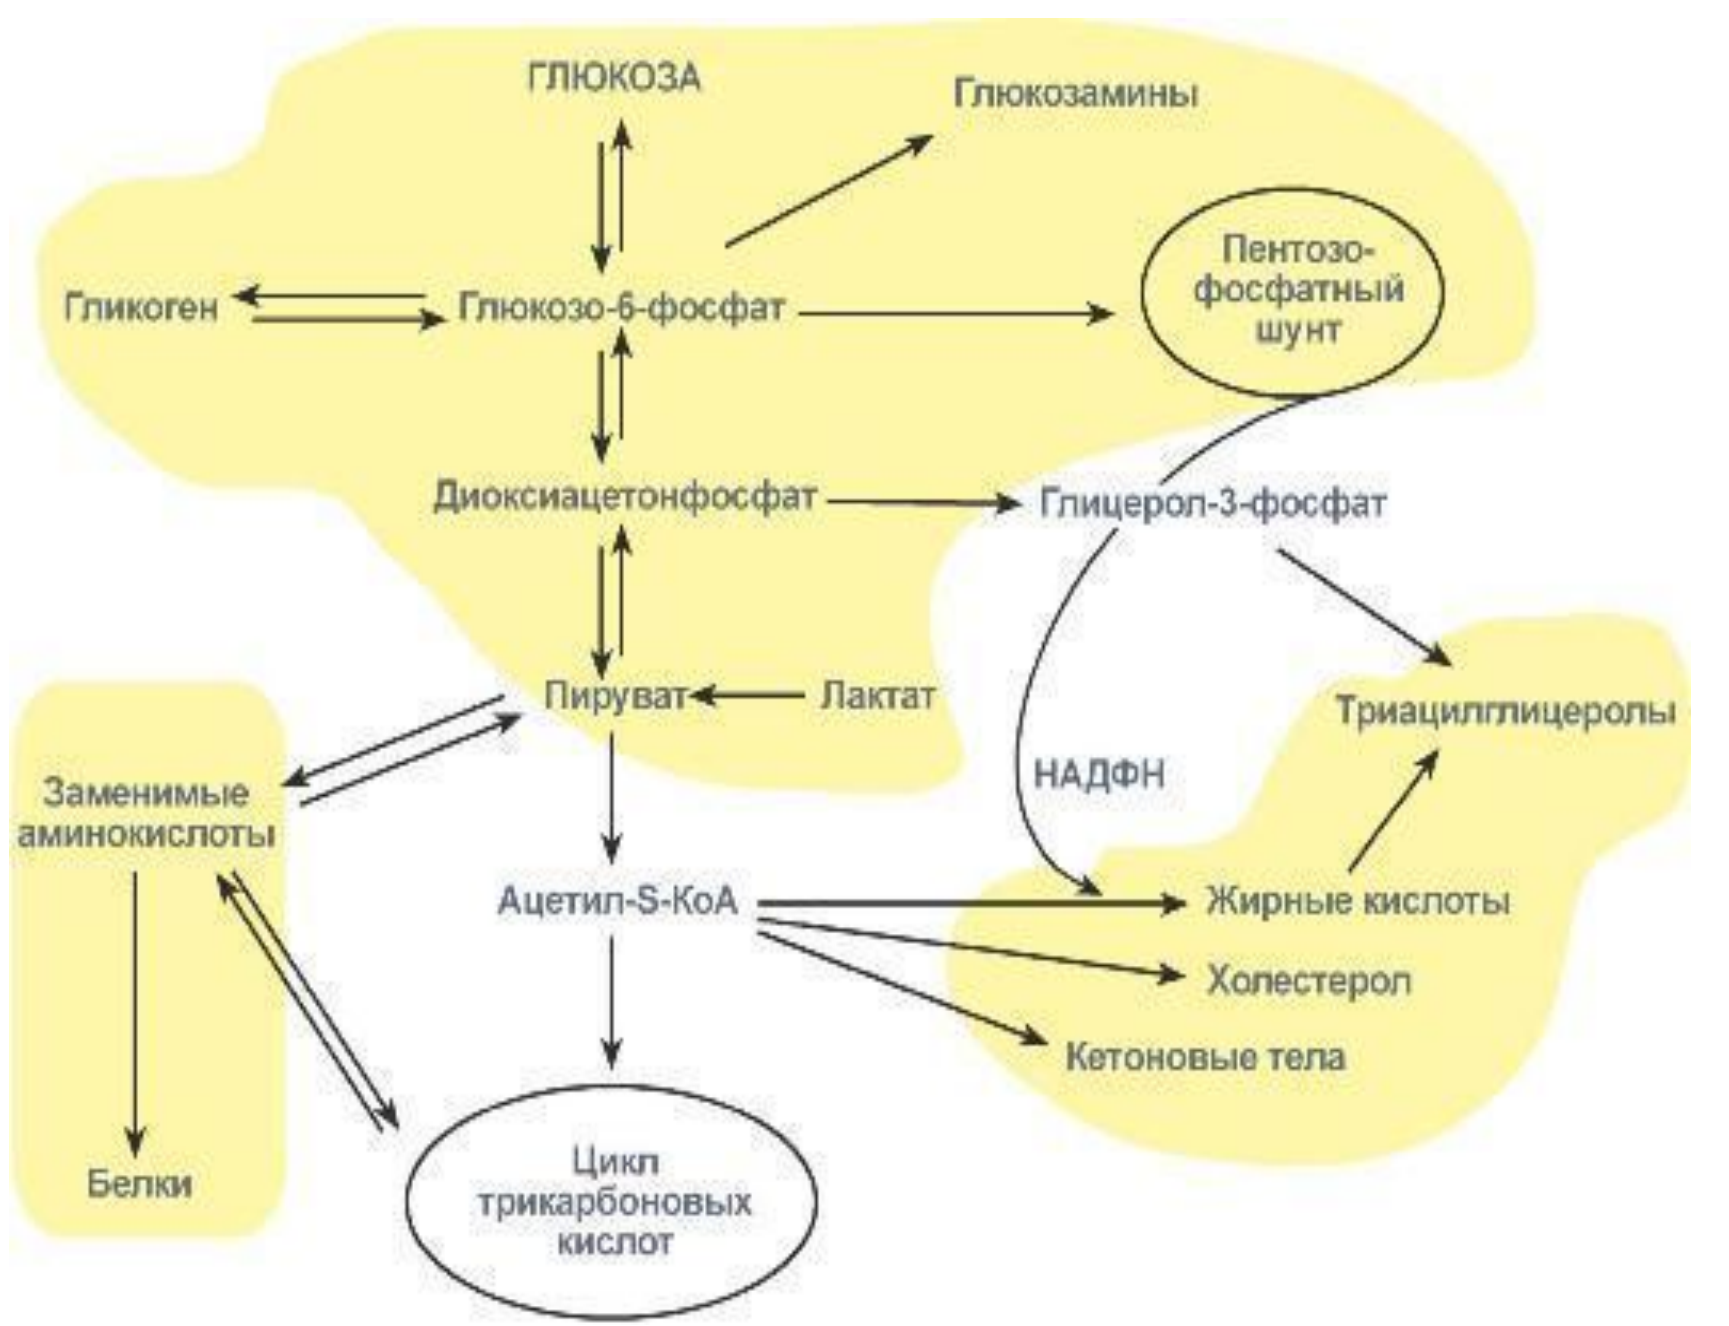 ГЛЮКОЗА
Глюкозамины
Пентозо-
фосфатный
шунт
Гликоген
Глюкозо-6-фосфат
Диоксиацетонфосфат
Глицерол-3-фосфат
Пируват
Лактат
Триацилглицеролы
НАДФН
Заменимые
аминокислоты
Ацетил-S-КоА
Жирные кислоты
Холестерол
Кетоновые тела
Белки
Цикл
трикарбоновых
кислот